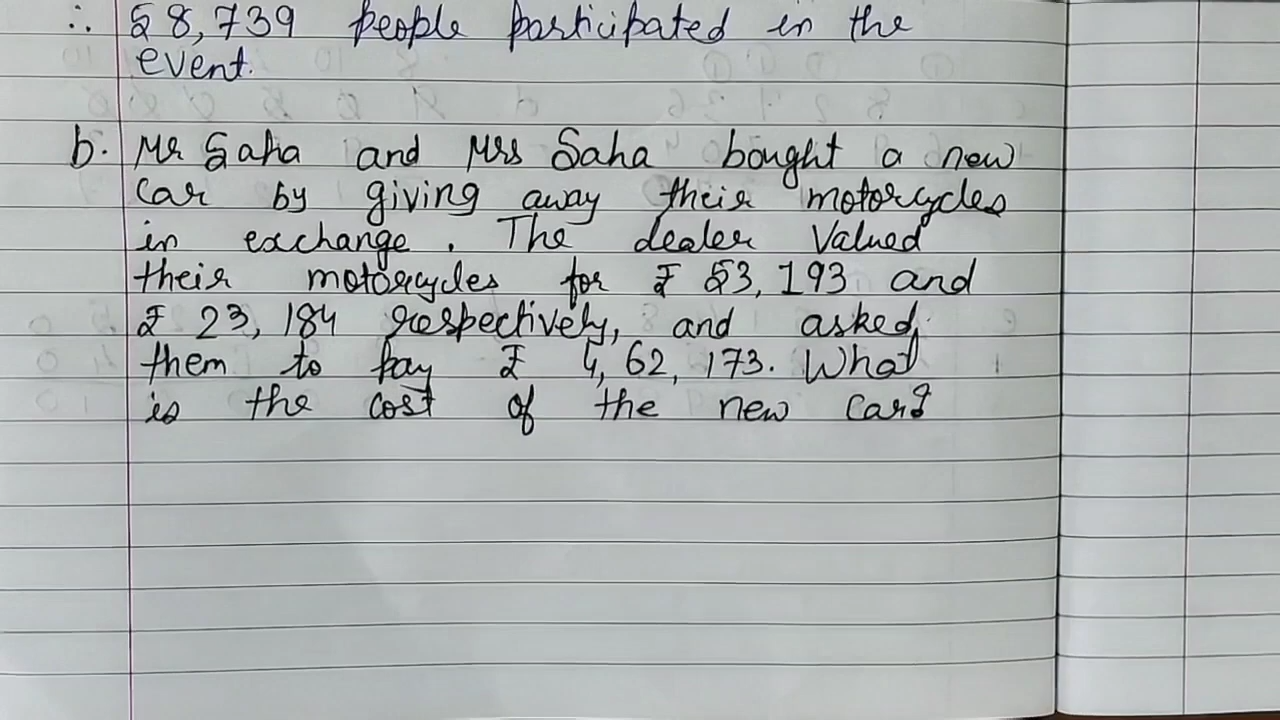 ∴ 58,739 people participated in the
event.
b. Mr Saha and Mrs Saha bought a new
car by giving away their motorcycles
in exchange. The dealer valued
their motorcycles for ₹ 53,193 and
₹ 23,184 respectively, and asked
them to pay ₹ 4,62,173. What
is the cost of the new car?